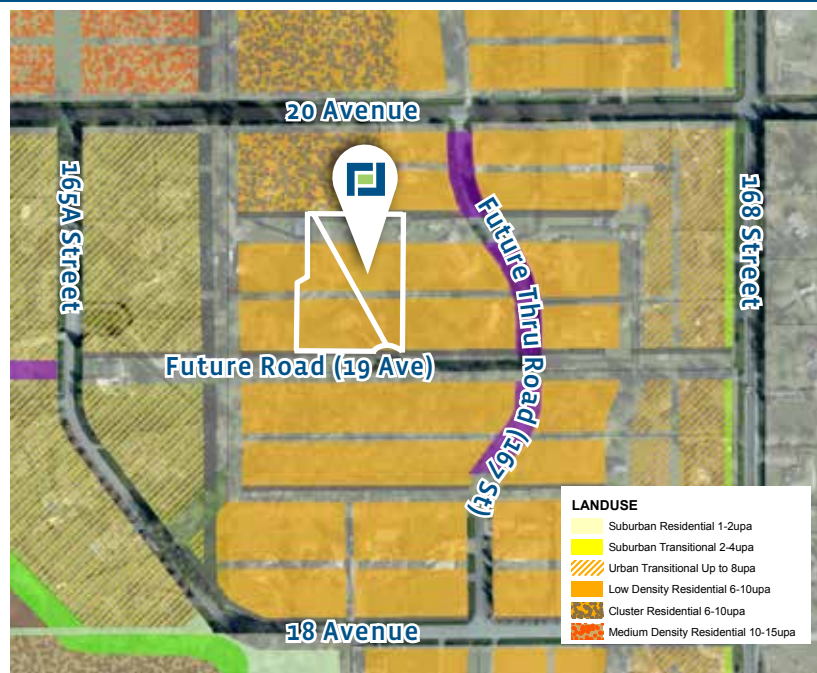 20 Avenue
165A Street
168 Street
Future Thru Road (167 St)
Future Road (19 Ave)
18 Avenue
LANDUSE
Suburban Residential 1-2upa
Suburban Transitional 2-4upa
Urban Transitional Up to 8upa
Low Density Residential 6-10upa
Cluster Residential 6-10upa
Medium Density Residential 10-15upa